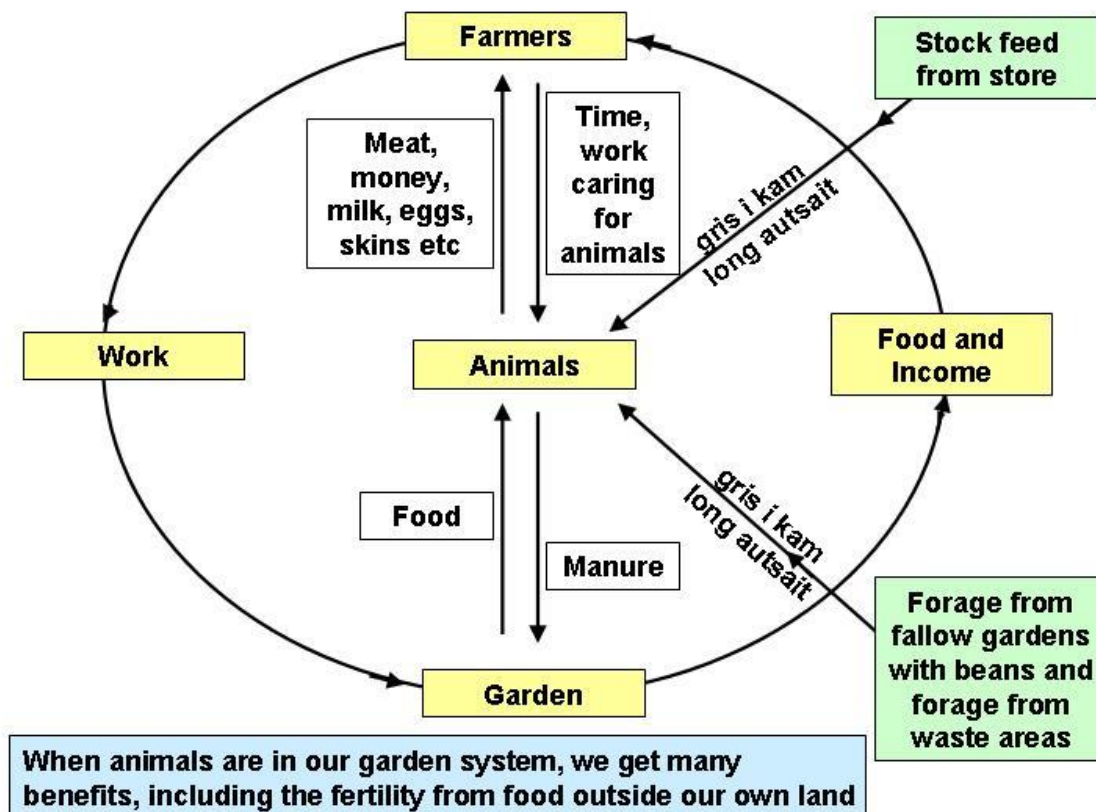 Farmers
Stock feed
from store
Meat,
money,
milk, eggs,
skins etc
Time,
work
caring
for
animals
gris i kam
long autsait
Work
Animals
Food and
Income
Food
Manure
gris i kam
long autsait
Garden
Forage from
fallow gardens
with beans and
forage from
waste areas
When animals are in our garden system, we get many
benefits, including the fertility from food outside our own land